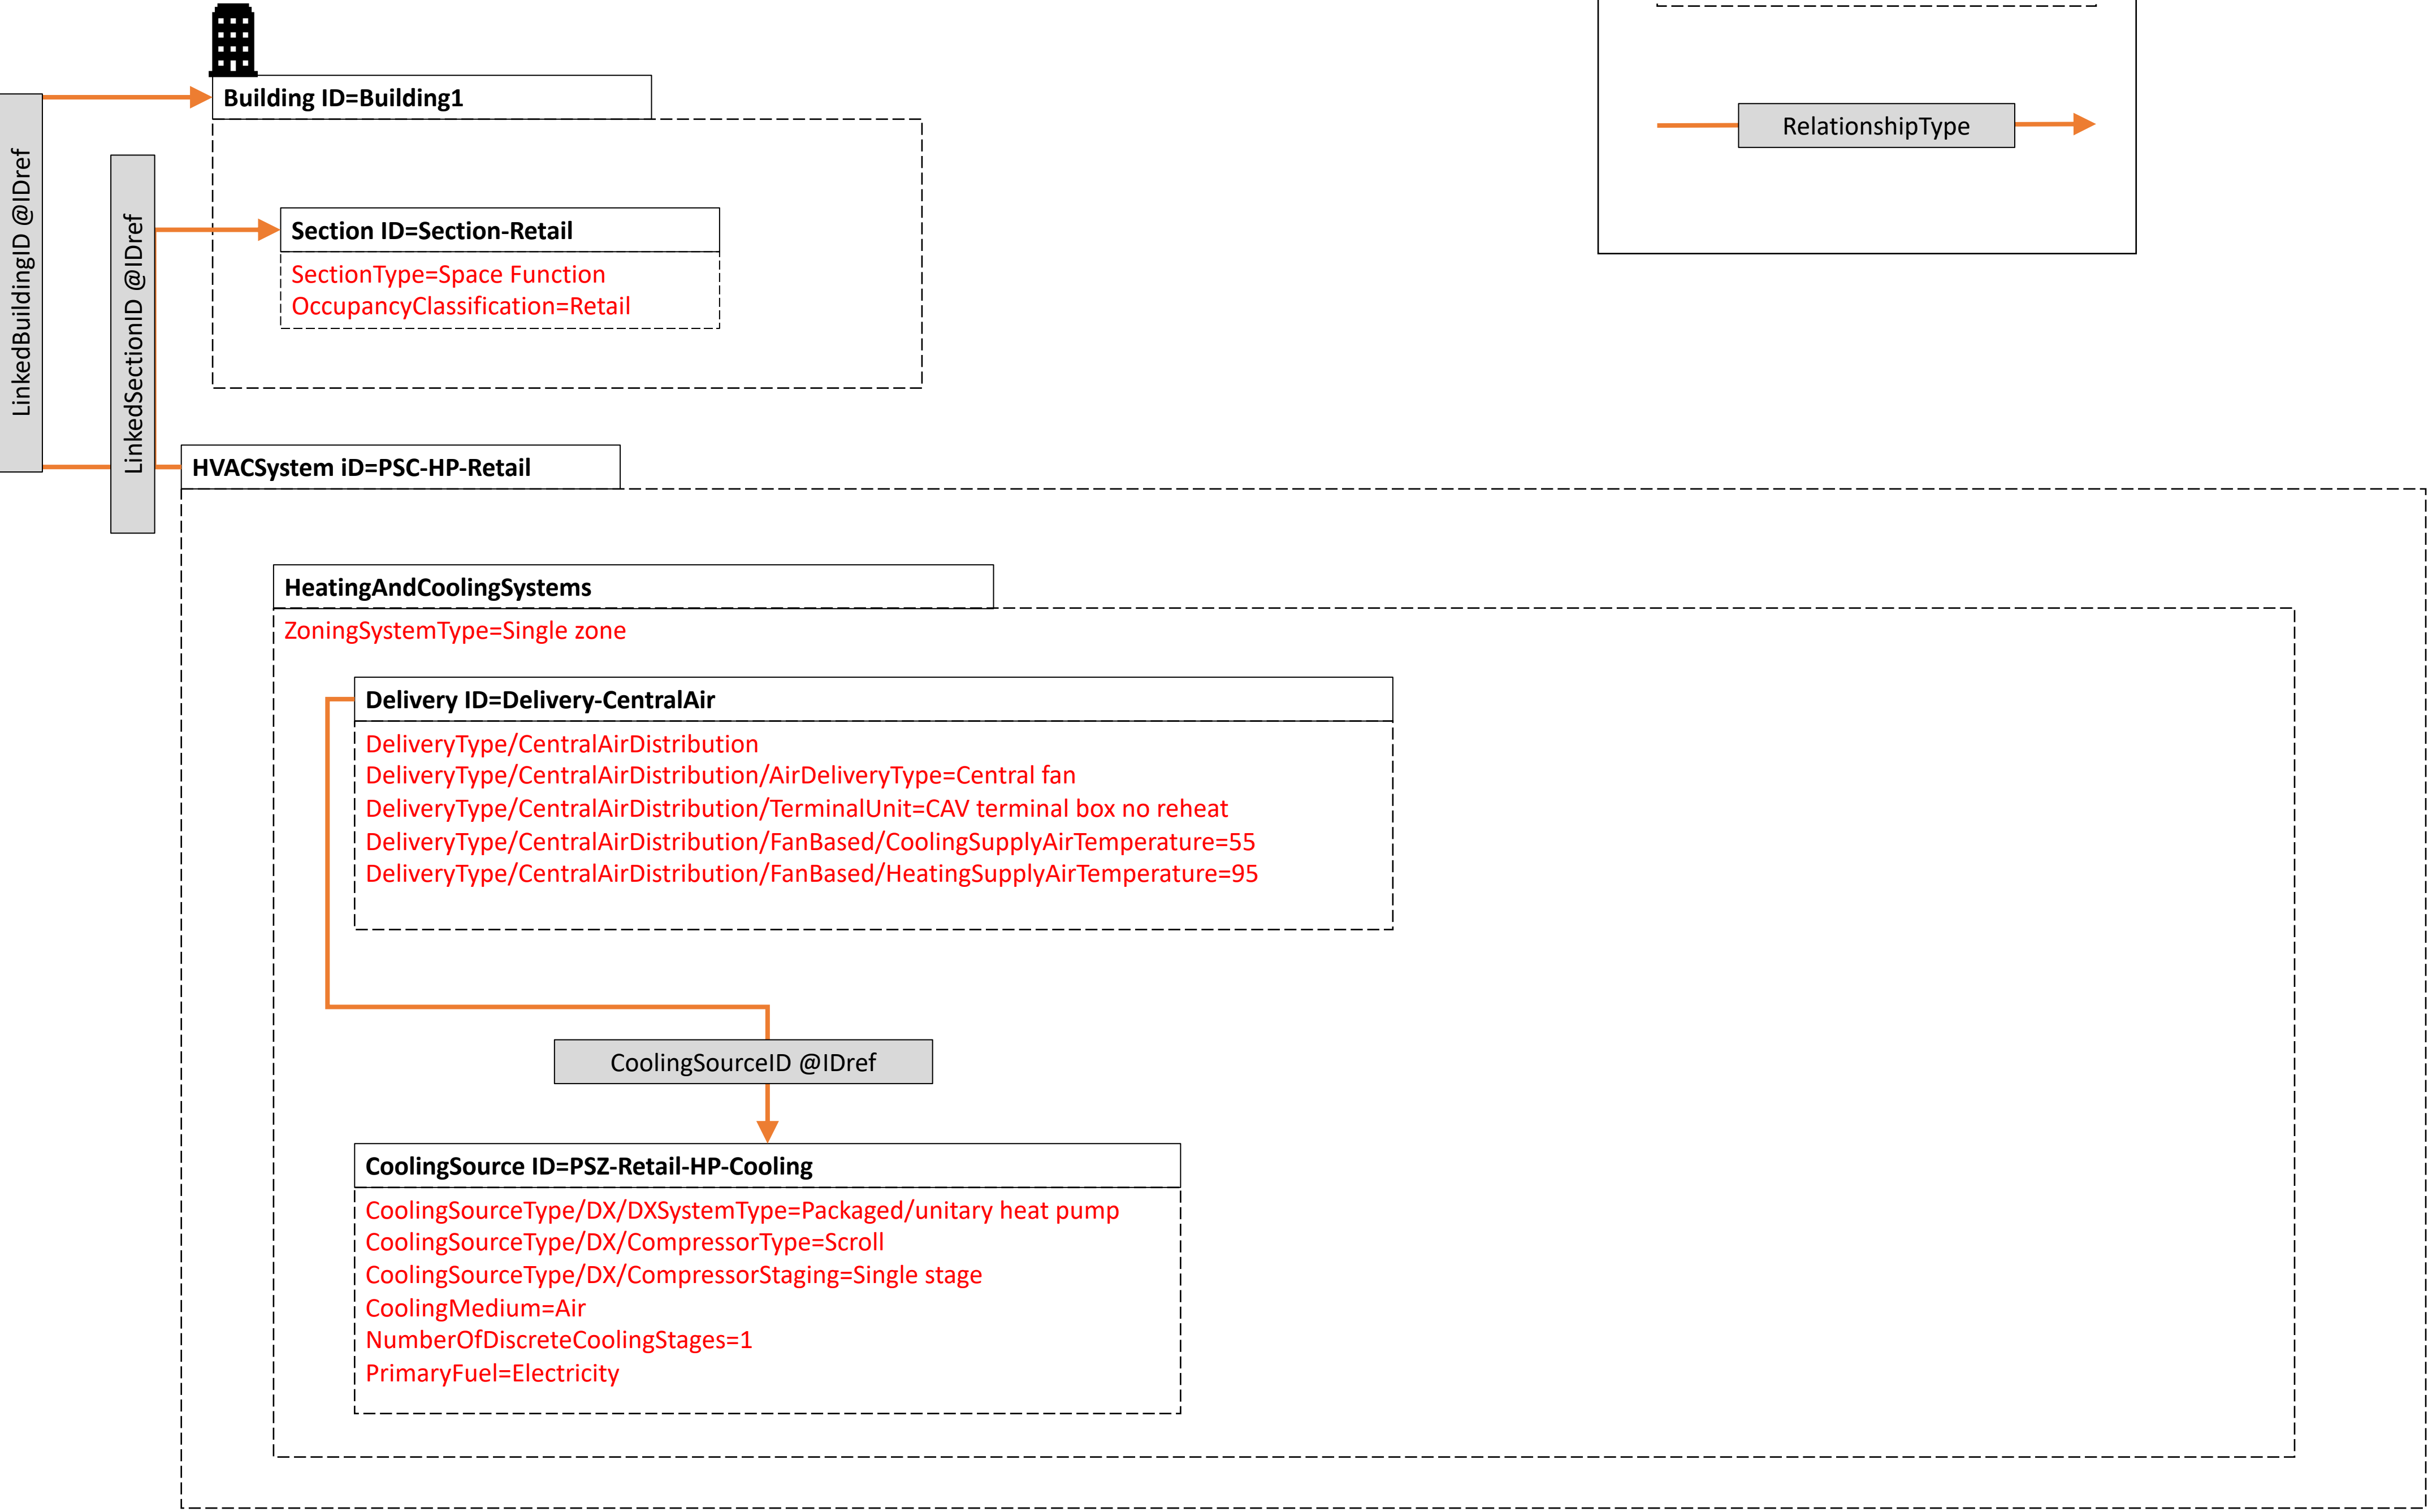 Building ID=Building1
RelationshipType
LinkedBuildingID @IDref
LinkedSectionID @IDref
Section ID=Section-Retail
SectionType=Space Function
OccupancyClassification=Retail
HVACSystem iD=PSC-HP-Retail
HeatingAndCoolingSystems
ZoningSystemType=Single zone
Delivery ID=Delivery-CentralAir
DeliveryType/CentralAirDistribution
DeliveryType/CentralAirDistribution/AirDeliveryType=Central fan
DeliveryType/CentralAirDistribution/TerminalUnit=CAV terminal box no reheat
DeliveryType/CentralAirDistribution/FanBased/CoolingSupplyAirTemperature=55
DeliveryType/CentralAirDistribution/FanBased/HeatingSupplyAirTemperature=95
CoolingSourceID @IDref
CoolingSource ID=PSZ-Retail-HP-Cooling
CoolingSourceType/DX/DXSystemType=Packaged/unitary heat pump
CoolingSourceType/DX/CompressorType=Scroll
CoolingSourceType/DX/CompressorStaging=Single stage
CoolingMedium=Air
NumberOfDiscreteCoolingStages=1
PrimaryFuel=Electricity